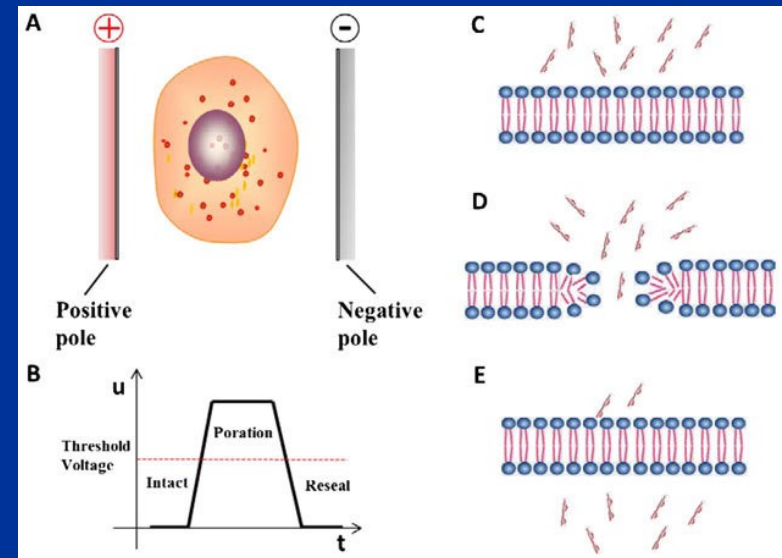 A
+
-
Positive
pole
Negative
pole
B
u
Threshold
Voltage
Poration
Intact
Reseal
t
C
D
E